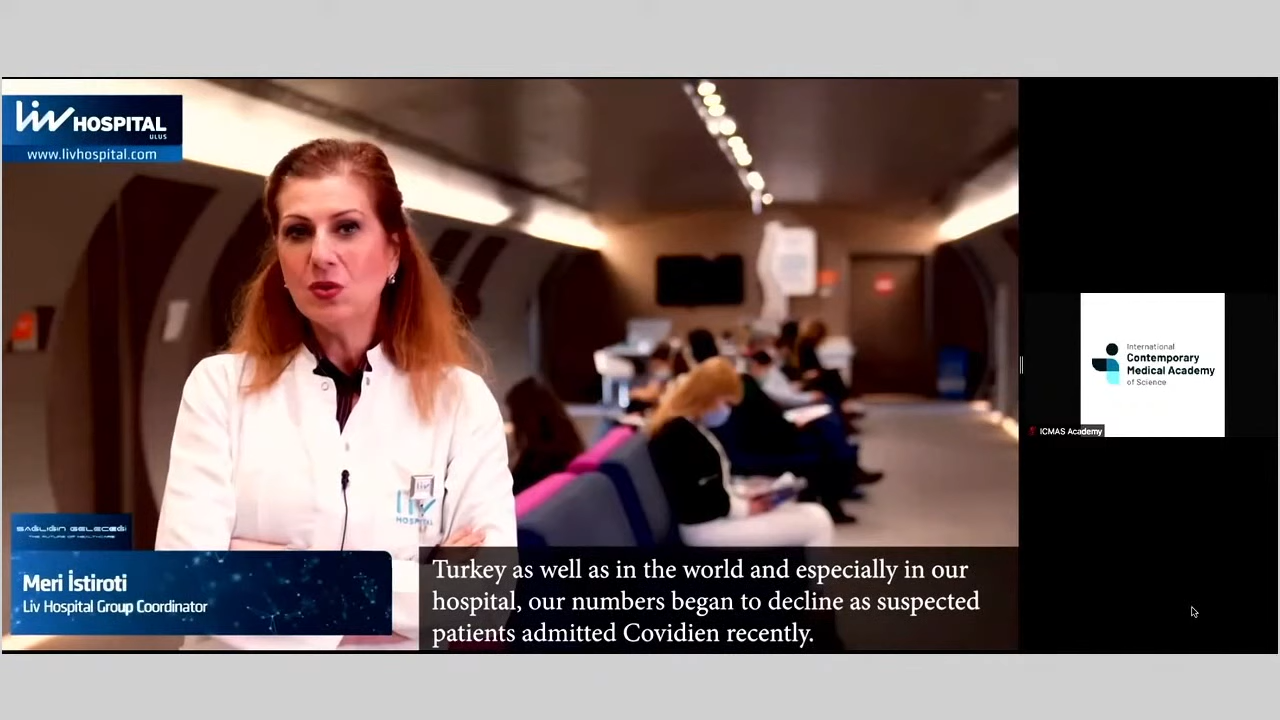 Liv HOSPITAL
ULUS
www.livhospital.com
International
Contemporary
Medical Academy
of Science
ICMAS Academy
Liv
HOSPITAL
SAĞLIĞIN GELECEĞİ
THE FUTURE OF HEALTHCARE
Meri İstiroti
Liv Hospital Group Coordinator
Turkey as well as in the world and especially in our
hospital, our numbers began to decline as suspected
patients admitted Covidien recently.